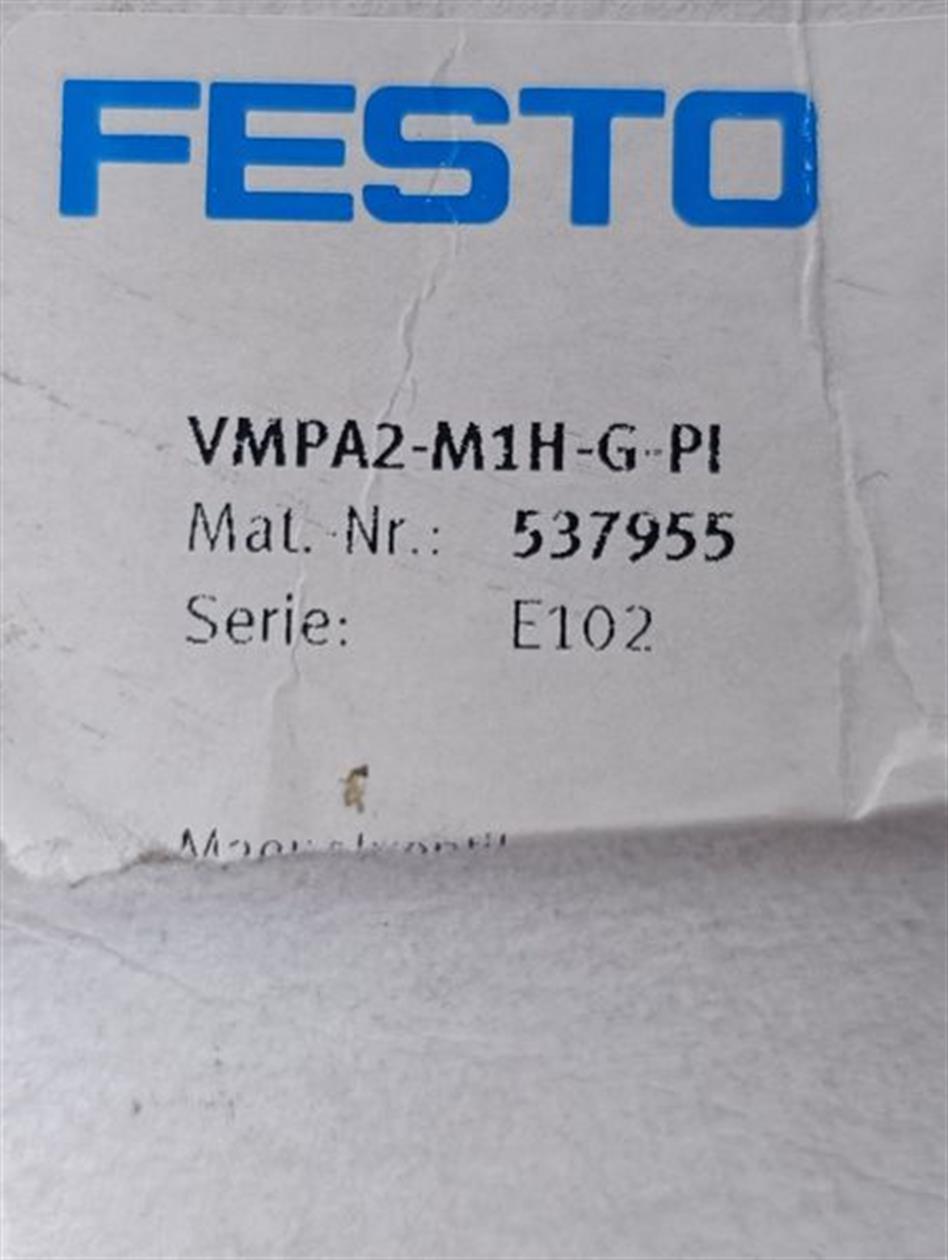 FESTO
VMPA2-M1H-G-PI
Mat.-Nr.: 537955
Serie: E102